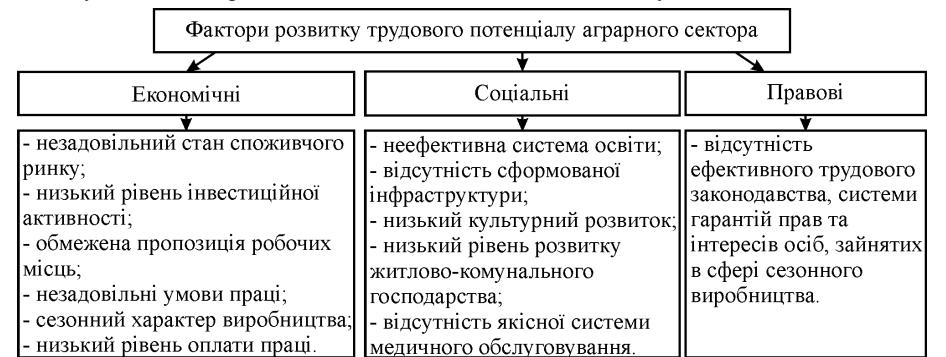 Фактори розвитку трудового потенціалу аграрного сектора
Економічні
- незадовільний стан споживчого
ринку;
- низький рівень інвестиційної
активності;
- обмежена пропозиція робочих
місць;
- незадовільні умови праці;
- сезонний характер виробництва;
- низький рівень оплати праці.
Соціальні
- неефективна система освіти;
- відсутність сформованої
інфраструктури;
- низький культурний розвиток;
- низький рівень розвитку
житлово-комунального
господарства;
- відсутність якісної системи
медичного обслуговування.
Правові
- відсутність
ефективного трудового
законодавства, системи
гарантій прав та
інтересів осіб, зайнятих
в сфері сезонного
виробництва.